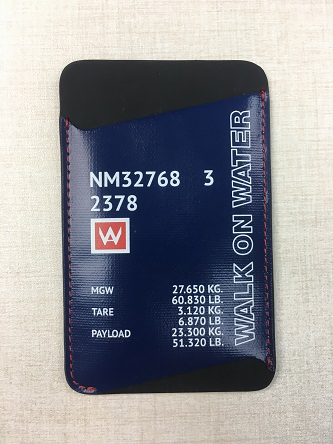 NM32768 3
2378
W
MGW 27.650 KG.
60.830 LB.
TARE 3.120 KG.
6.870 LB.
PAYLOAD 23.300 KG.
51.320 LB.
WALK ON WATER